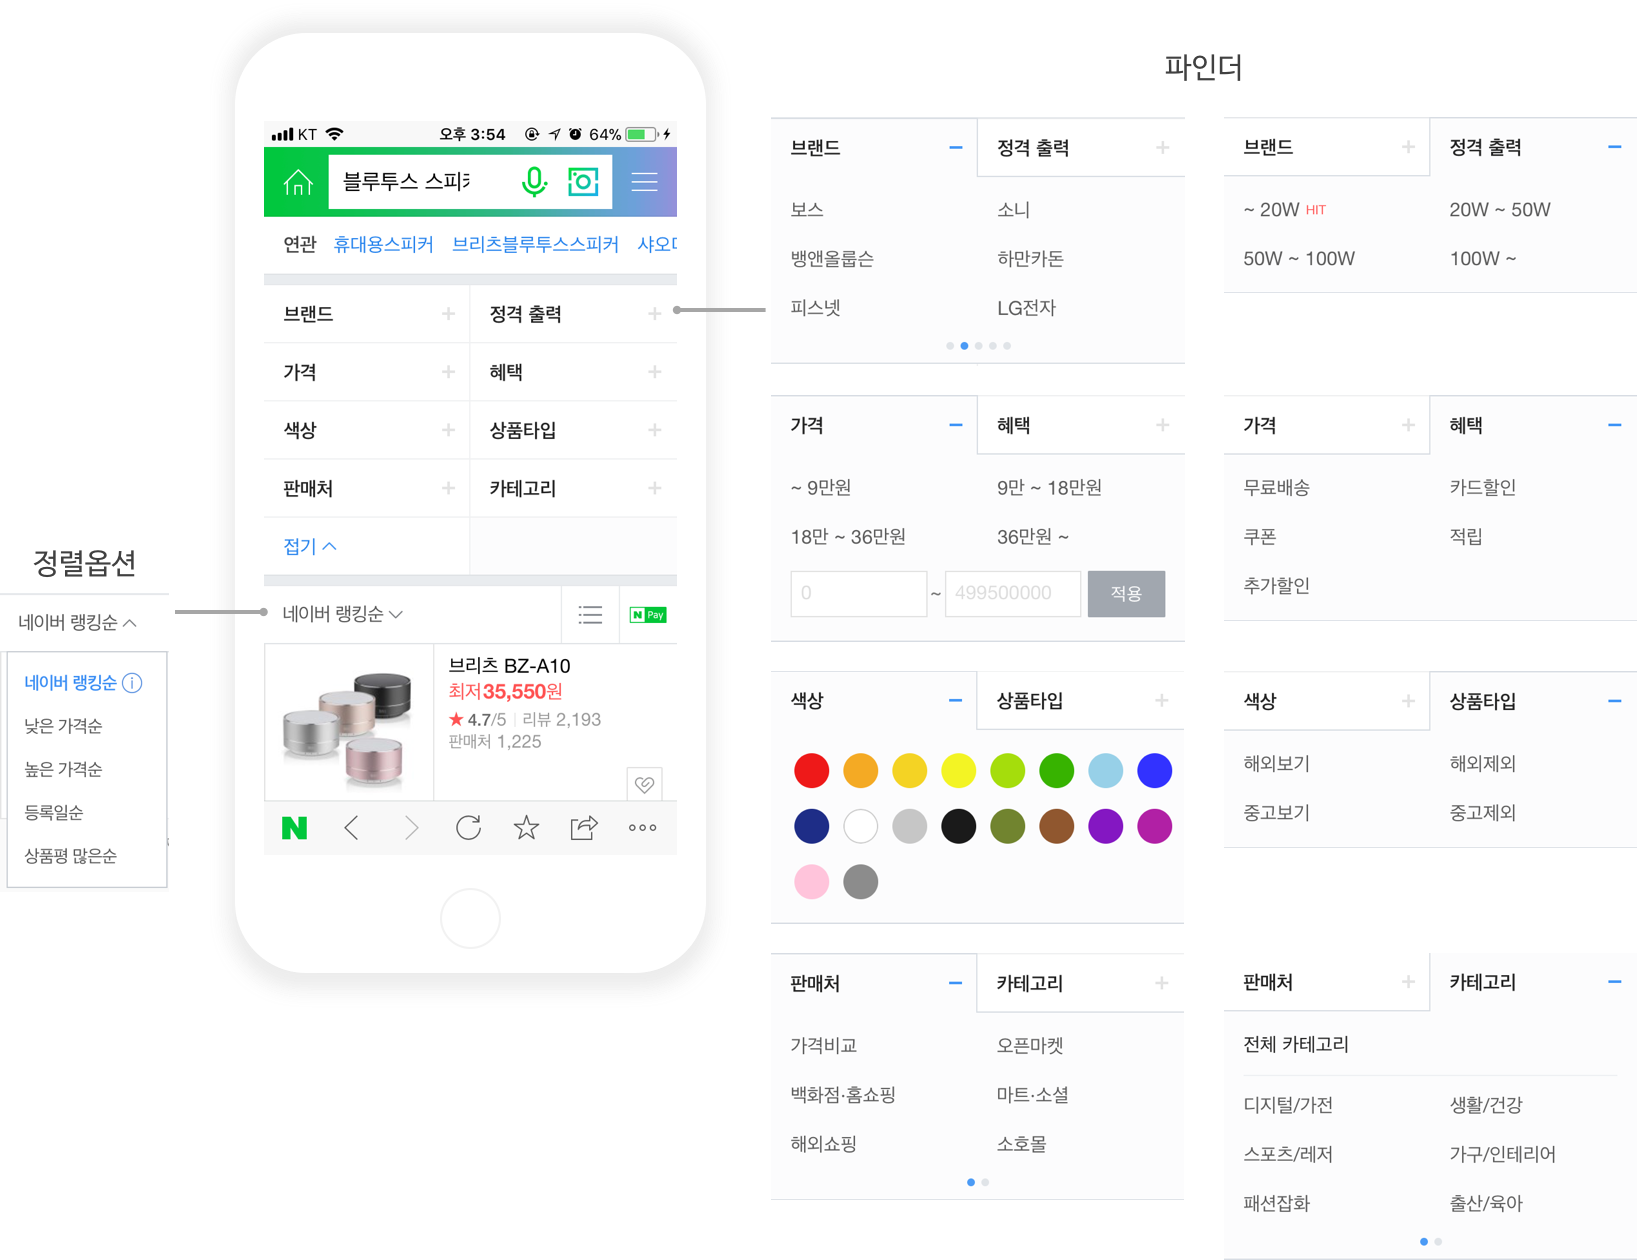 파인더
정렬옵션
네이버 랭킹순
네이버 랭킹순
낮은 가격순
높은 가격순
등록일순
상품평 많은순
KT 오후 3:54 64%
블루투스 스피
연관 휴대용스피커 브리츠블루투스스피커 샤오
브랜드 정격 출력
가격 혜택
색상 상품타입
판매처 카테고리
접기
네이버 랭킹순 N Pay
브리츠 BZ-A10
최저35,550원
★ 4.7/5 리뷰 2,193
판매처 1,225
N
브랜드 정격 출력
보스 소니
뱅앤올룹슨 하만카돈
피스넷 LG전자
브랜드 정격 출력
~ 20W HIT 20W ~ 50W
50W ~ 100W 100W ~
가격 혜택
~ 9만원 9만 ~ 18만원
18만 ~ 36만원 36만원 ~
0 ~ 499500000 적용
가격 혜택
무료배송 카드할인
쿠폰 적립
추가할인
색상 상품타입
색상 상품타입
해외보기 해외제외
중고보기 중고제외
판매처 카테고리
가격비교 오픈마켓
백화점·홈쇼핑 마트·소셜
해외쇼핑 소호몰
판매처 카테고리
전체 카테고리
디지털/가전 생활/건강
스포츠/레저 가구/인테리어
패션잡화 출산/육아